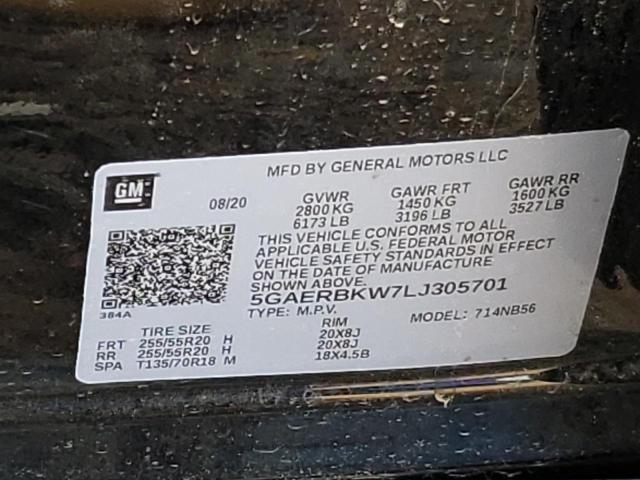 MFD BY GENERAL MOTORS LLC
GM
08/20
GVWR GAWR FRT GAWR RR
2800 KG 1450 KG 1600 KG
6173 LB 3196 LB 3527 LB
THIS VEHICLE CONFORMS TO ALL
APPLICABLE U.S. FEDERAL MOTOR
VEHICLE SAFETY STANDARDS IN EFFECT
ON THE DATE OF MANUFACTURE
SHOWN ABOVE.
5GAERBKW7LJ305701
384A
TYPE: M.P.V. MODEL: 714NB56
TIRE SIZE RIM
FRT 255/55R20 H 20X8J
RR 255/55R20 H 20X8J
SPA T135/70R18 M 18X4.5B